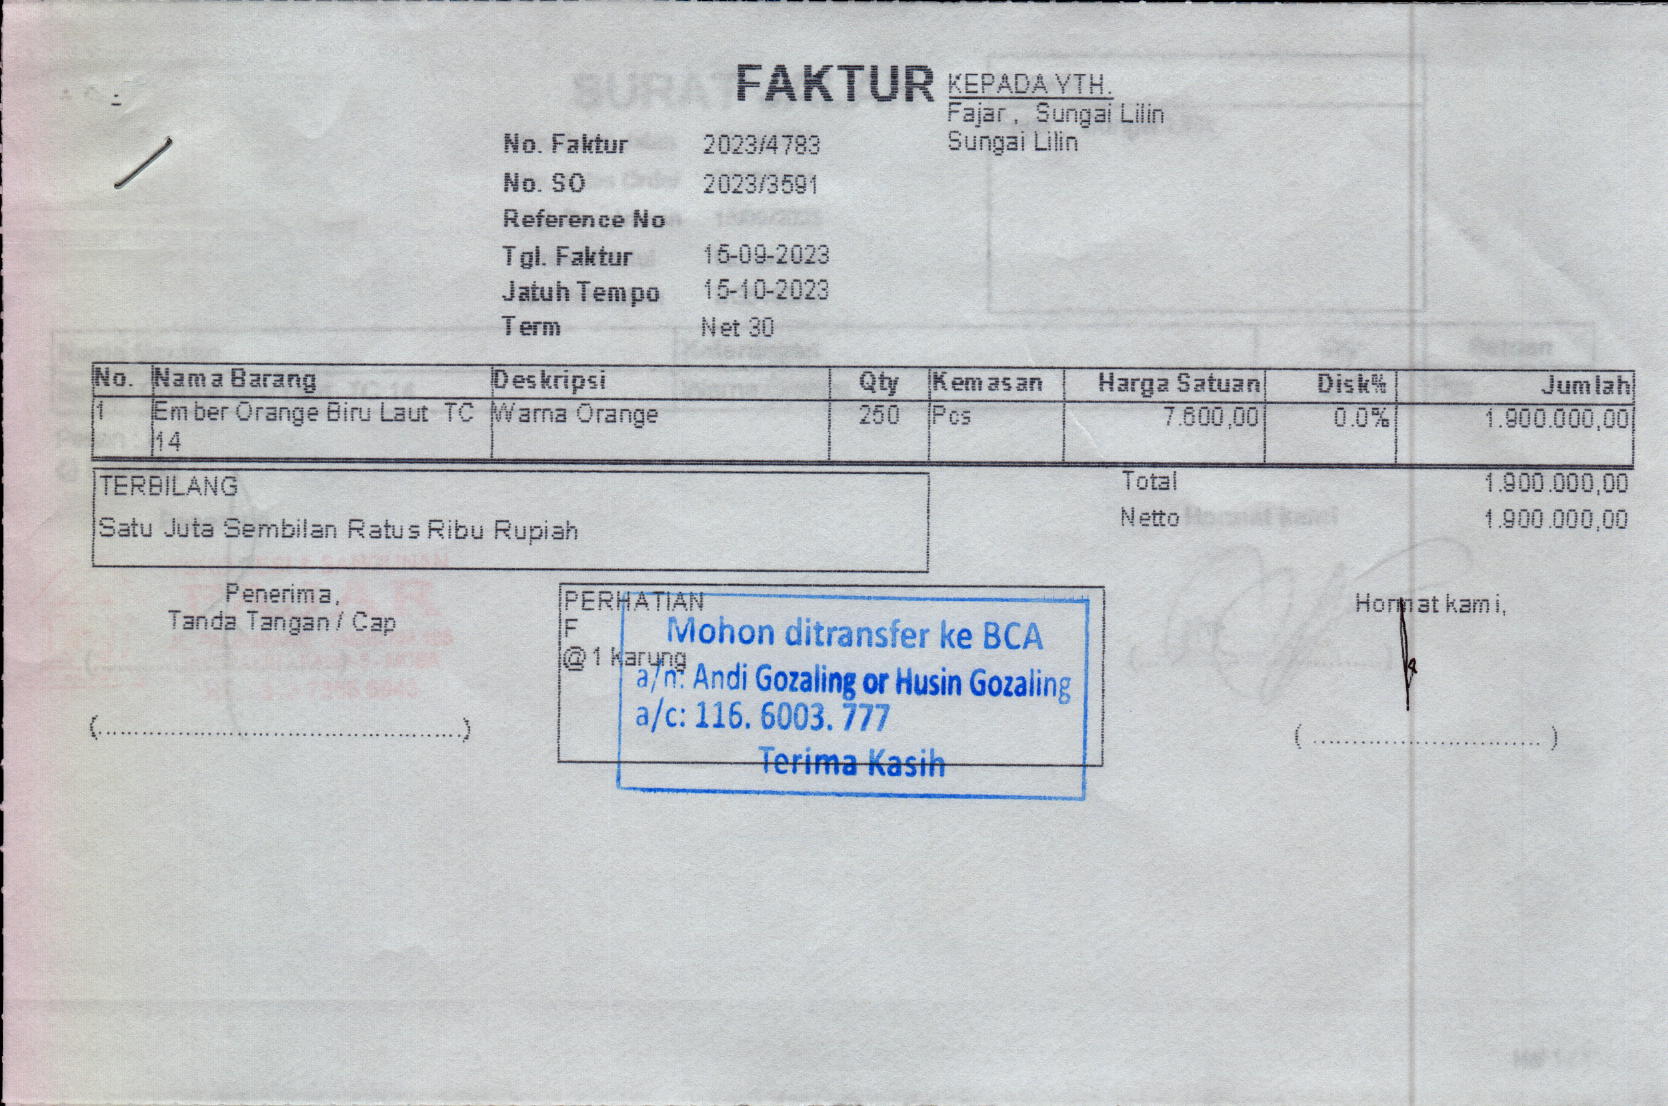 FAKTUR
KEPADA YTH.
Fajar , Sungai Lilin
Sungai Lilin
No. Faktur 2023/4783
No. SO 2023/3591
Reference No
Tgl. Faktur 15-09-2023
Jatuh Tempo 15-10-2023
Term Net 30
No. Nama Barang Deskripsi Qty Kemasan Harga Satuan Disk% Jumlah
1 Ember Orange Biru Laut TC Warna Orange 250 Pcs 7.600,00 0.0% 1.900.000,00
14
TERBILANG
Satu Juta Sembilan Ratus Ribu Rupiah
Total 1.900.000,00
Netto 1.900.000,00
Penerima,
Tanda Tangan / Cap
(..................................................)
PERHATIAN
F
@ 1 Karung
Mohon ditransfer ke BCA
a/n: Andi Gozaling or Husin Gozaling
a/c: 116. 6003. 777
Terima Kasih
Hormat kami,
( ............................... )